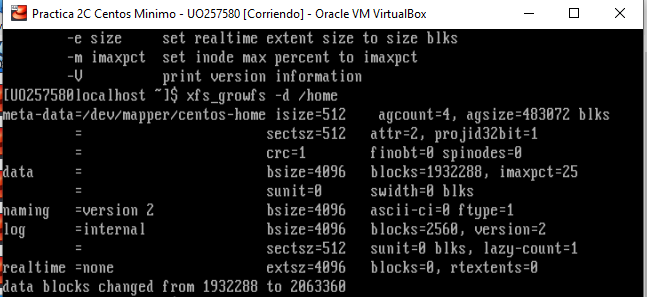 Practica 2C Centos Minimo - UO257580 [Corriendo] - Oracle VM VirtualBox
-e size set realtime extent size to size blks
-m imaxpct set inode max percent to imaxpct
-V print version information
[UO257580localhost ~]$ xfs_growfs -d /home
meta-data=/dev/mapper/centos-home isize=512 agcount=4, agsize=483072 blks
= sectsz=512 attr=2, projid32bit=1
= crc=1 finobt=0 spinodes=0
data = bsize=4096 blocks=1932288, imaxpct=25
= sunit=0 swidth=0 blks
naming =version 2 bsize=4096 ascii-ci=0 ftype=1
log =internal bsize=4096 blocks=2560, version=2
= sectsz=512 sunit=0 blks, lazy-count=1
realtime =none extsz=4096 blocks=0, rtextents=0
data blocks changed from 1932288 to 2063360